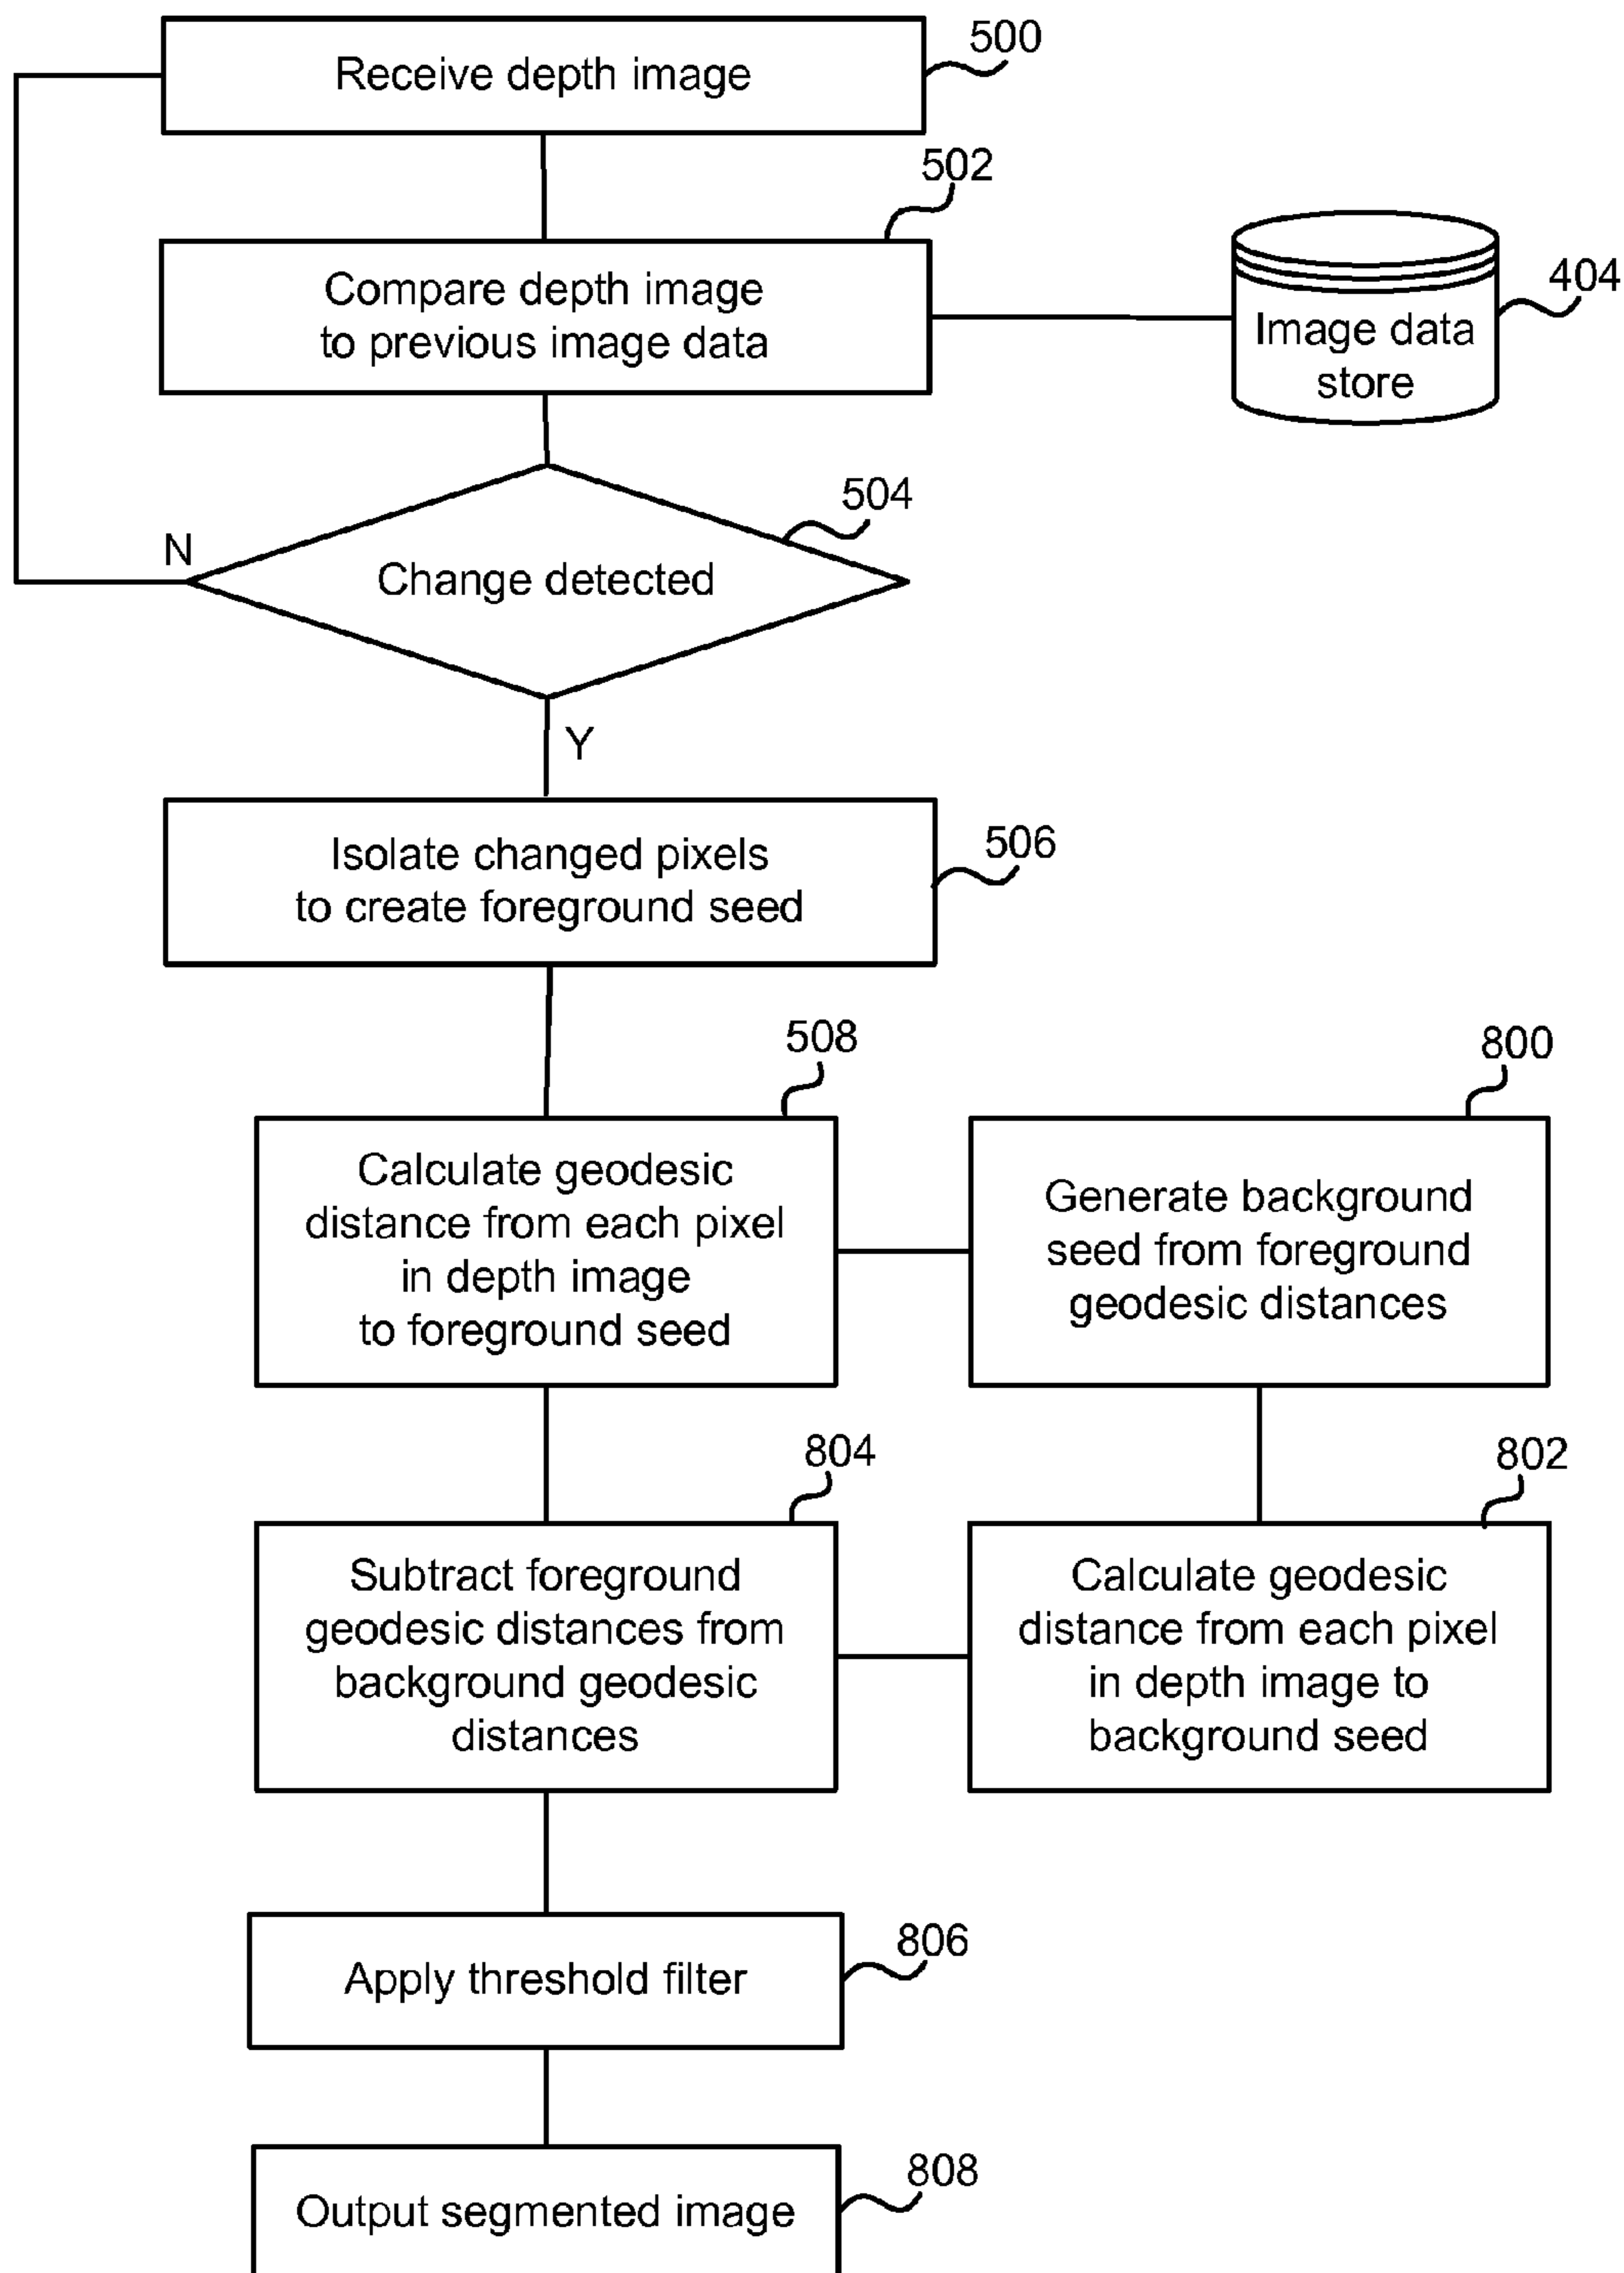 500
Receive depth image
502
Compare depth image
to previous image data
404
Image data
store
504
N
Change detected
Y
506
Isolate changed pixels
to create foreground seed
508
Calculate geodesic
distance from each pixel
in depth image
to foreground seed
800
Generate background
seed from foreground
geodesic distances
804
Subtract foreground
geodesic distances from
background geodesic
distances
802
Calculate geodesic
distance from each pixel
in depth image to
background seed
806
Apply threshold filter
808
Output segmented image